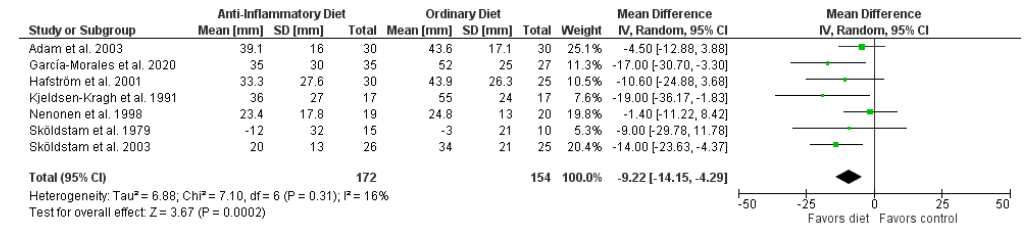 Anti-Inflammatory Diet Ordinary Diet Mean Difference Mean Difference
Study or Subgroup Mean [mm] SD [mm] Total Mean [mm] SD [mm] Total Weight IV, Random, 95% CI IV, Random, 95% CI
Adam et al. 2003 39.1 16 30 43.6 17.1 30 25.1% -4.50 [-12.88, 3.88]
García-Morales et al. 2020 35 30 35 52 25 27 11.3% -17.00 [-30.70, -3.30]
Hafström et al. 2001 33.3 27.6 30 43.9 26.3 25 10.5% -10.60 [-24.88, 3.68]
Kjeldsen-Kragh et al. 1991 36 27 17 55 24 17 7.6% -19.00 [-36.17, -1.83]
Nenonen et al. 1998 23.4 17.8 19 24.8 13 20 19.8% -1.40 [-11.22, 8.42]
Sköldstam et al. 1979 -12 32 15 -3 21 10 5.3% -9.00 [-29.78, 11.78]
Sköldstam et al. 2003 20 13 26 34 21 25 20.4% -14.00 [-23.63, -4.37]
Total (95% CI) 172 154 100.0% -9.22 [-14.15, -4.29]
Heterogeneity: Tau² = 6.88; Chi² = 7.10, df = 6 (P = 0.31); I² = 16%
Test for overall effect: Z = 3.67 (P = 0.0002)
-50 -25 0 25 50
Favors diet Favors control